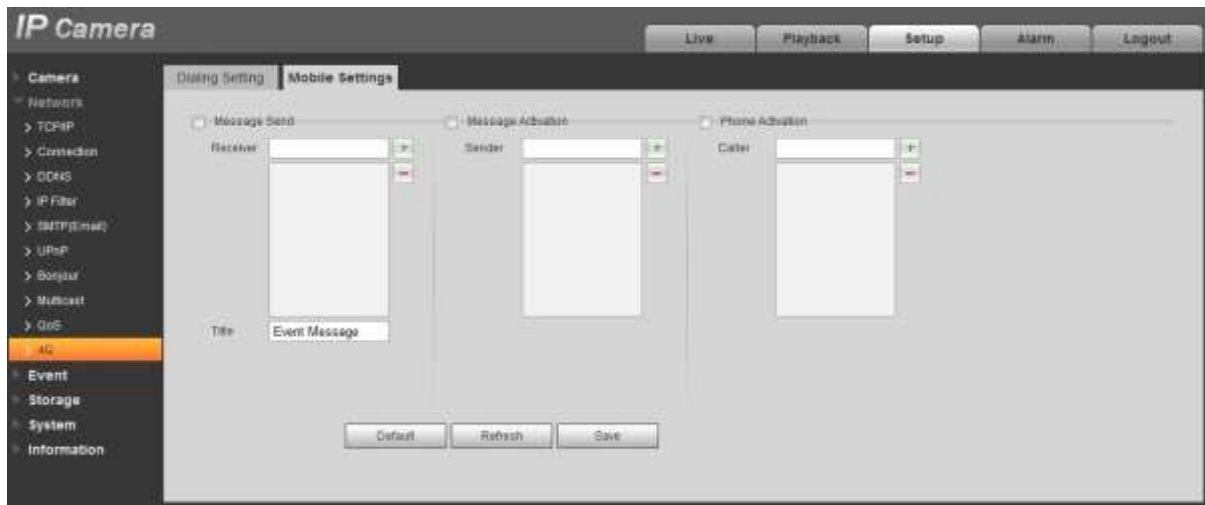 IP Camera
Live Playback Setup Alarm Logout
Camera
Network
TCP/IP
Connection
DDNS
IP Filter
SMTP(Email)
UPnP
Bonjour
Multicast
QoS
4G
Event
Storage
System
Information
Dialing Setting Mobile Settings
Message Send Message Activation Phone Activation
Receiver Sender Caller
Title Event Message
Default Refresh Save